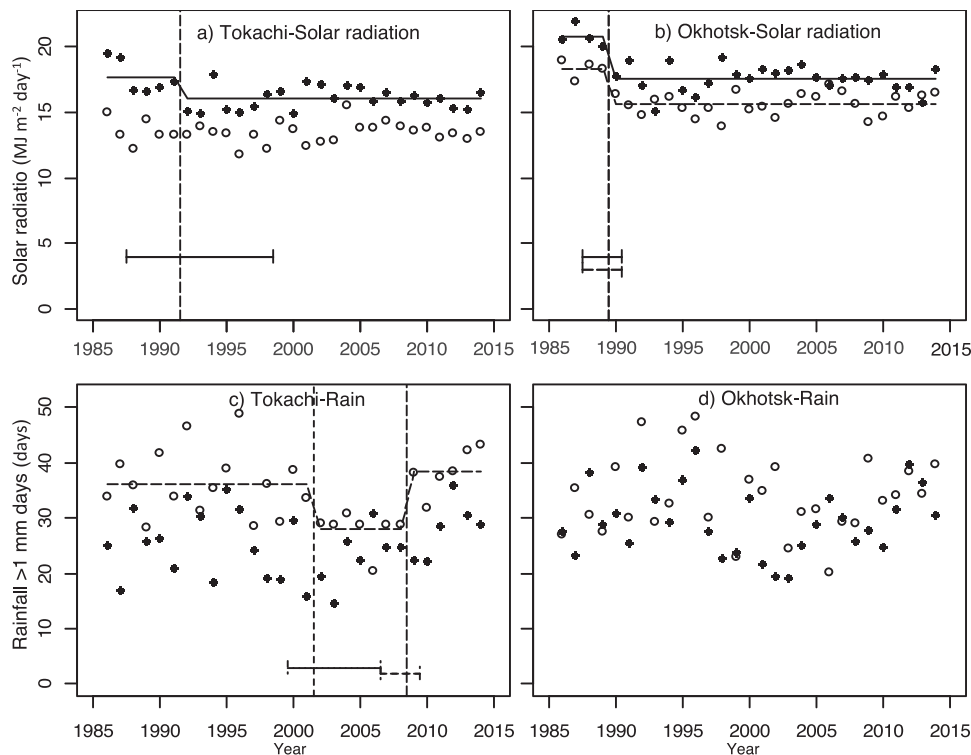 a) Tokachi-Solar radiation
b) Okhotsk-Solar radiation
Solar radiatio (MJ m⁻² day⁻¹)
20
15
10
5
0
1985 1990 1995 2000 2005 2010 2015
1985 1990 1995 2000 2005 2010 2015
c) Tokachi-Rain
d) Okhotsk-Rain
Rainfall >1 mm days (days)
50
40
30
20
10
0
1985 1990 1995 2000 2005 2010 2015
1985 1990 1995 2000 2005 2010 2015
Year
Year